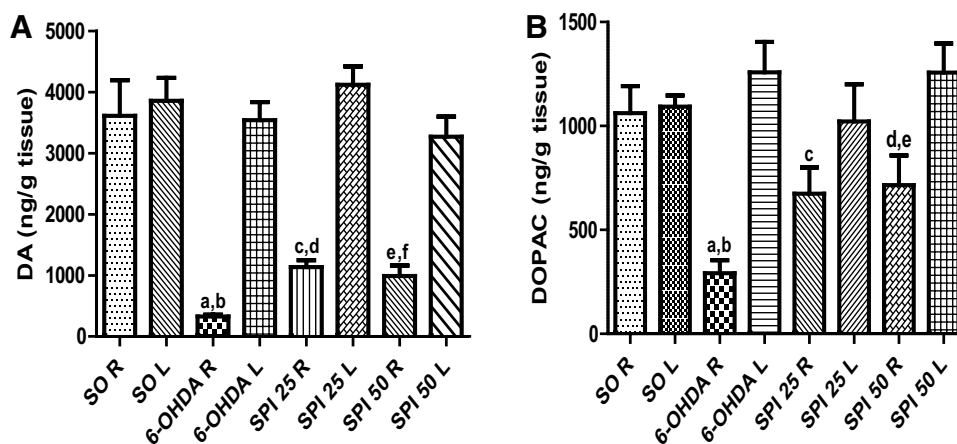 A
DA (ng/g tissue)
5000
4000
3000
2000
1000
0
a,b
c,d
e,f
SO R
SO L
6-OHDA R
6-OHDA L
SPI 25 R
SPI 25 L
SPI 50 R
SPI 50 L
B
DOPAC (ng/g tissue)
1500
1000
500
0
a,b
c
d,e
SO R
SO L
6-OHDA R
6-OHDA L
SPI 25 R
SPI 25 L
SPI 50 R
SPI 50 L